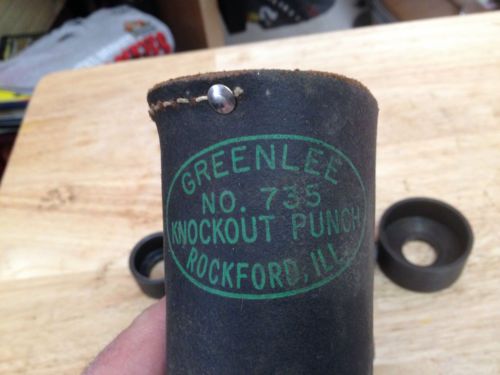 GREENLEE
NO. 735
KNOCKOUT PUNCH
ROCKFORD, ILL.